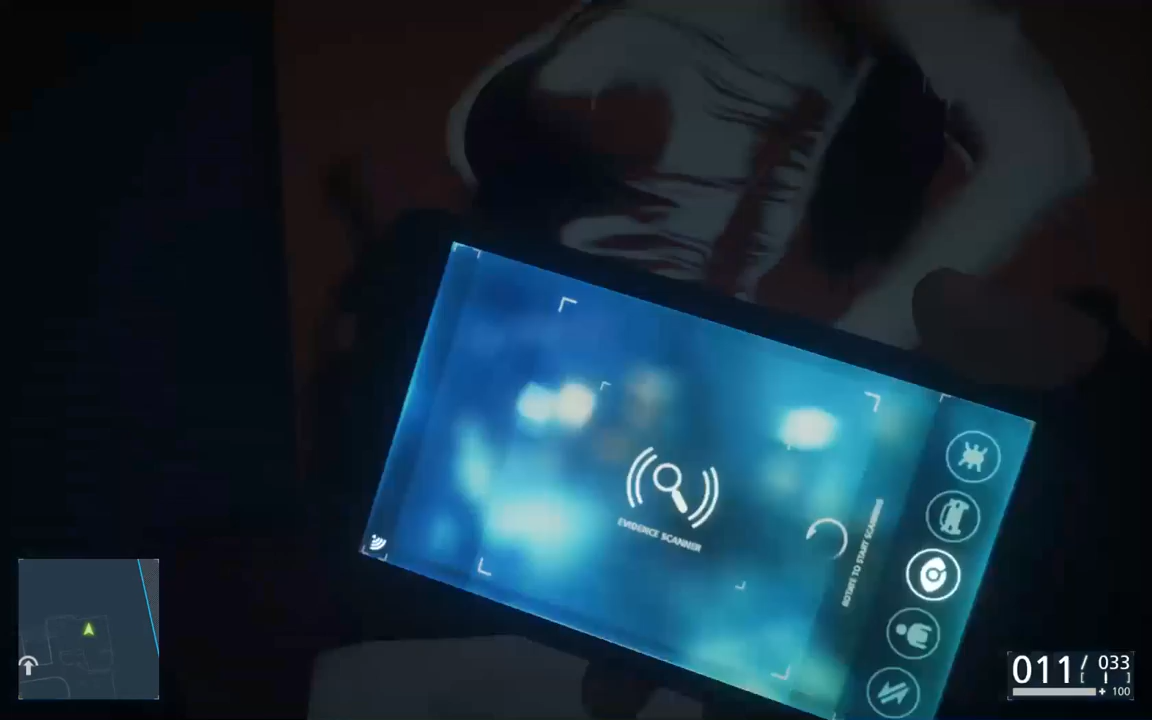 EVIDENCE SCANNER
ROTATE TO START SCANNING
011 / 033
+ 100